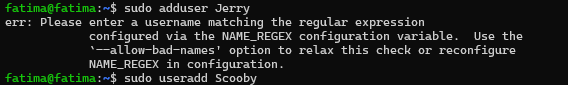 fatima@fatima:~$ sudo adduser Jerry
err: Please enter a username matching the regular expression
configured via the NAME_REGEX configuration variable.  Use the
`--allow-bad-names' option to relax this check or reconfigure
NAME_REGEX in configuration.
fatima@fatima:~$ sudo useradd Scooby